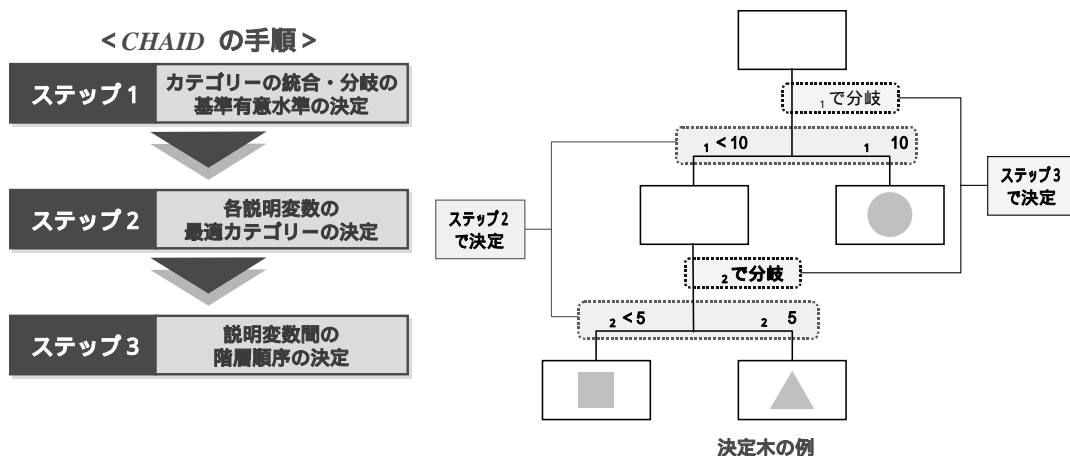 <CHAID の手順>
ステップ1
カテゴリーの統合・分岐の
基準有意水準の決定
ステップ2
各説明変数の
最適カテゴリーの決定
ステップ3
説明変数間の
階層順序の決定
1で分岐
1 < 10
1 10
ステップ3
で決定
ステップ2
で決定
2で分岐
2 < 5
2 5
決定木の例